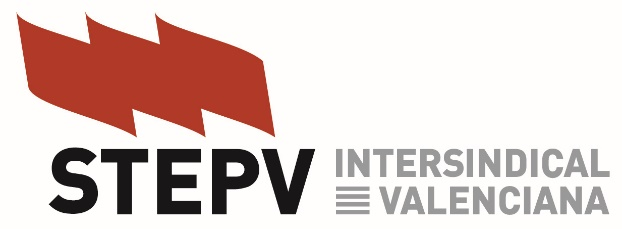 STEPV INTERSINDICAL
VALENCIANA